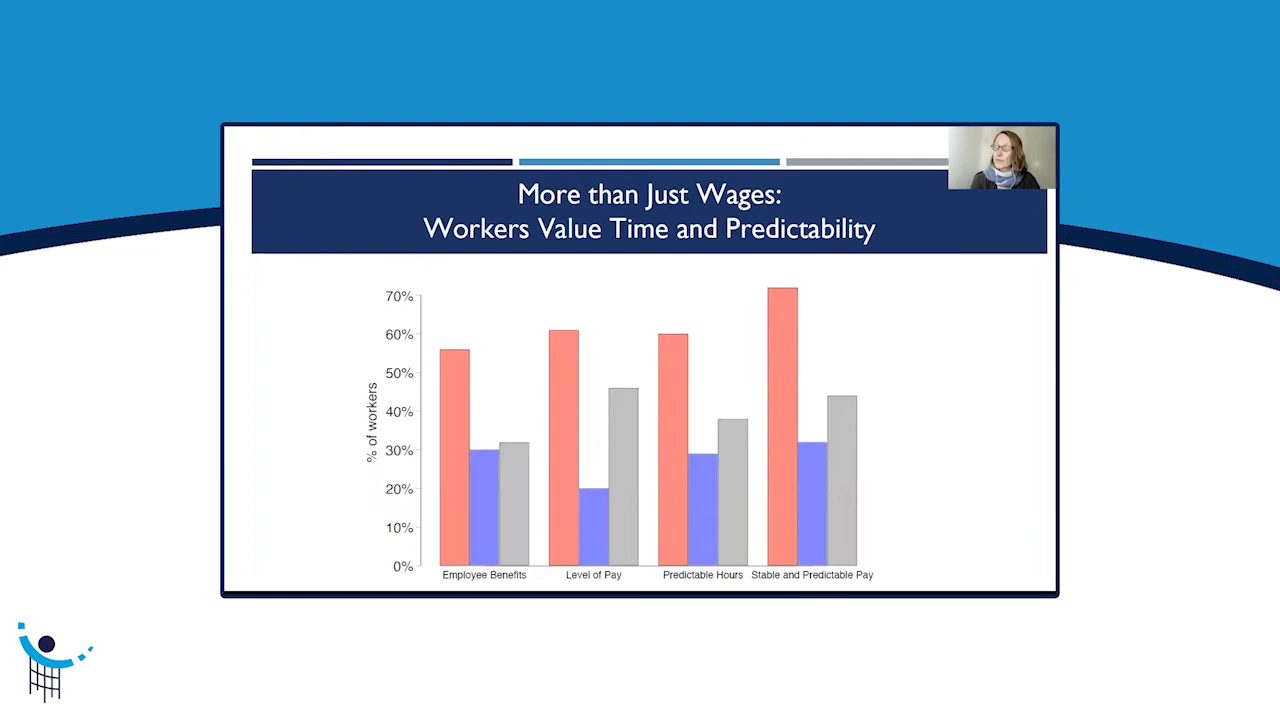 More than Just Wages:
Workers Value Time and Predictability
% of workers
70%
60%
50%
40%
30%
20%
10%
0%
Employee Benefits
Level of Pay
Predictable Hours
Stable and Predictable Pay